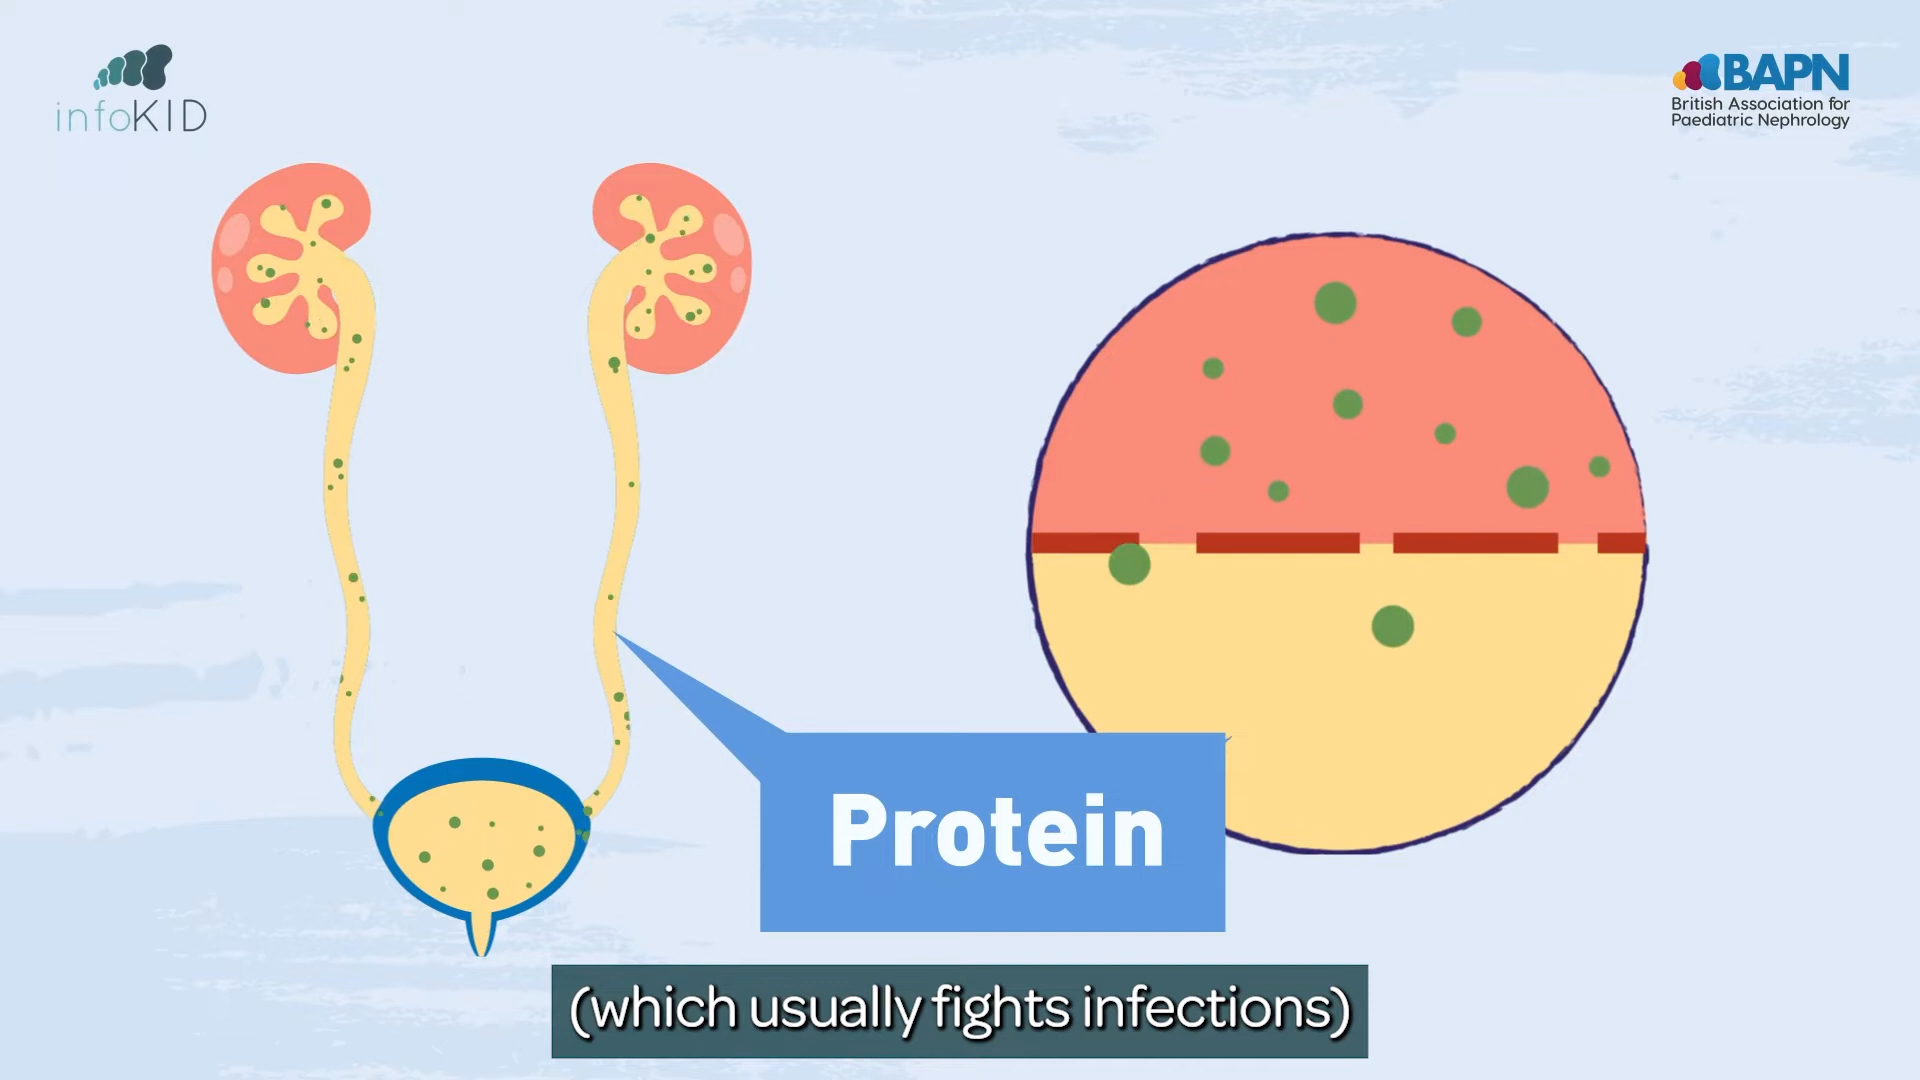 infoKID
BAPN
British Association for
Paediatric Nephrology
Protein
(which usually fights infections)